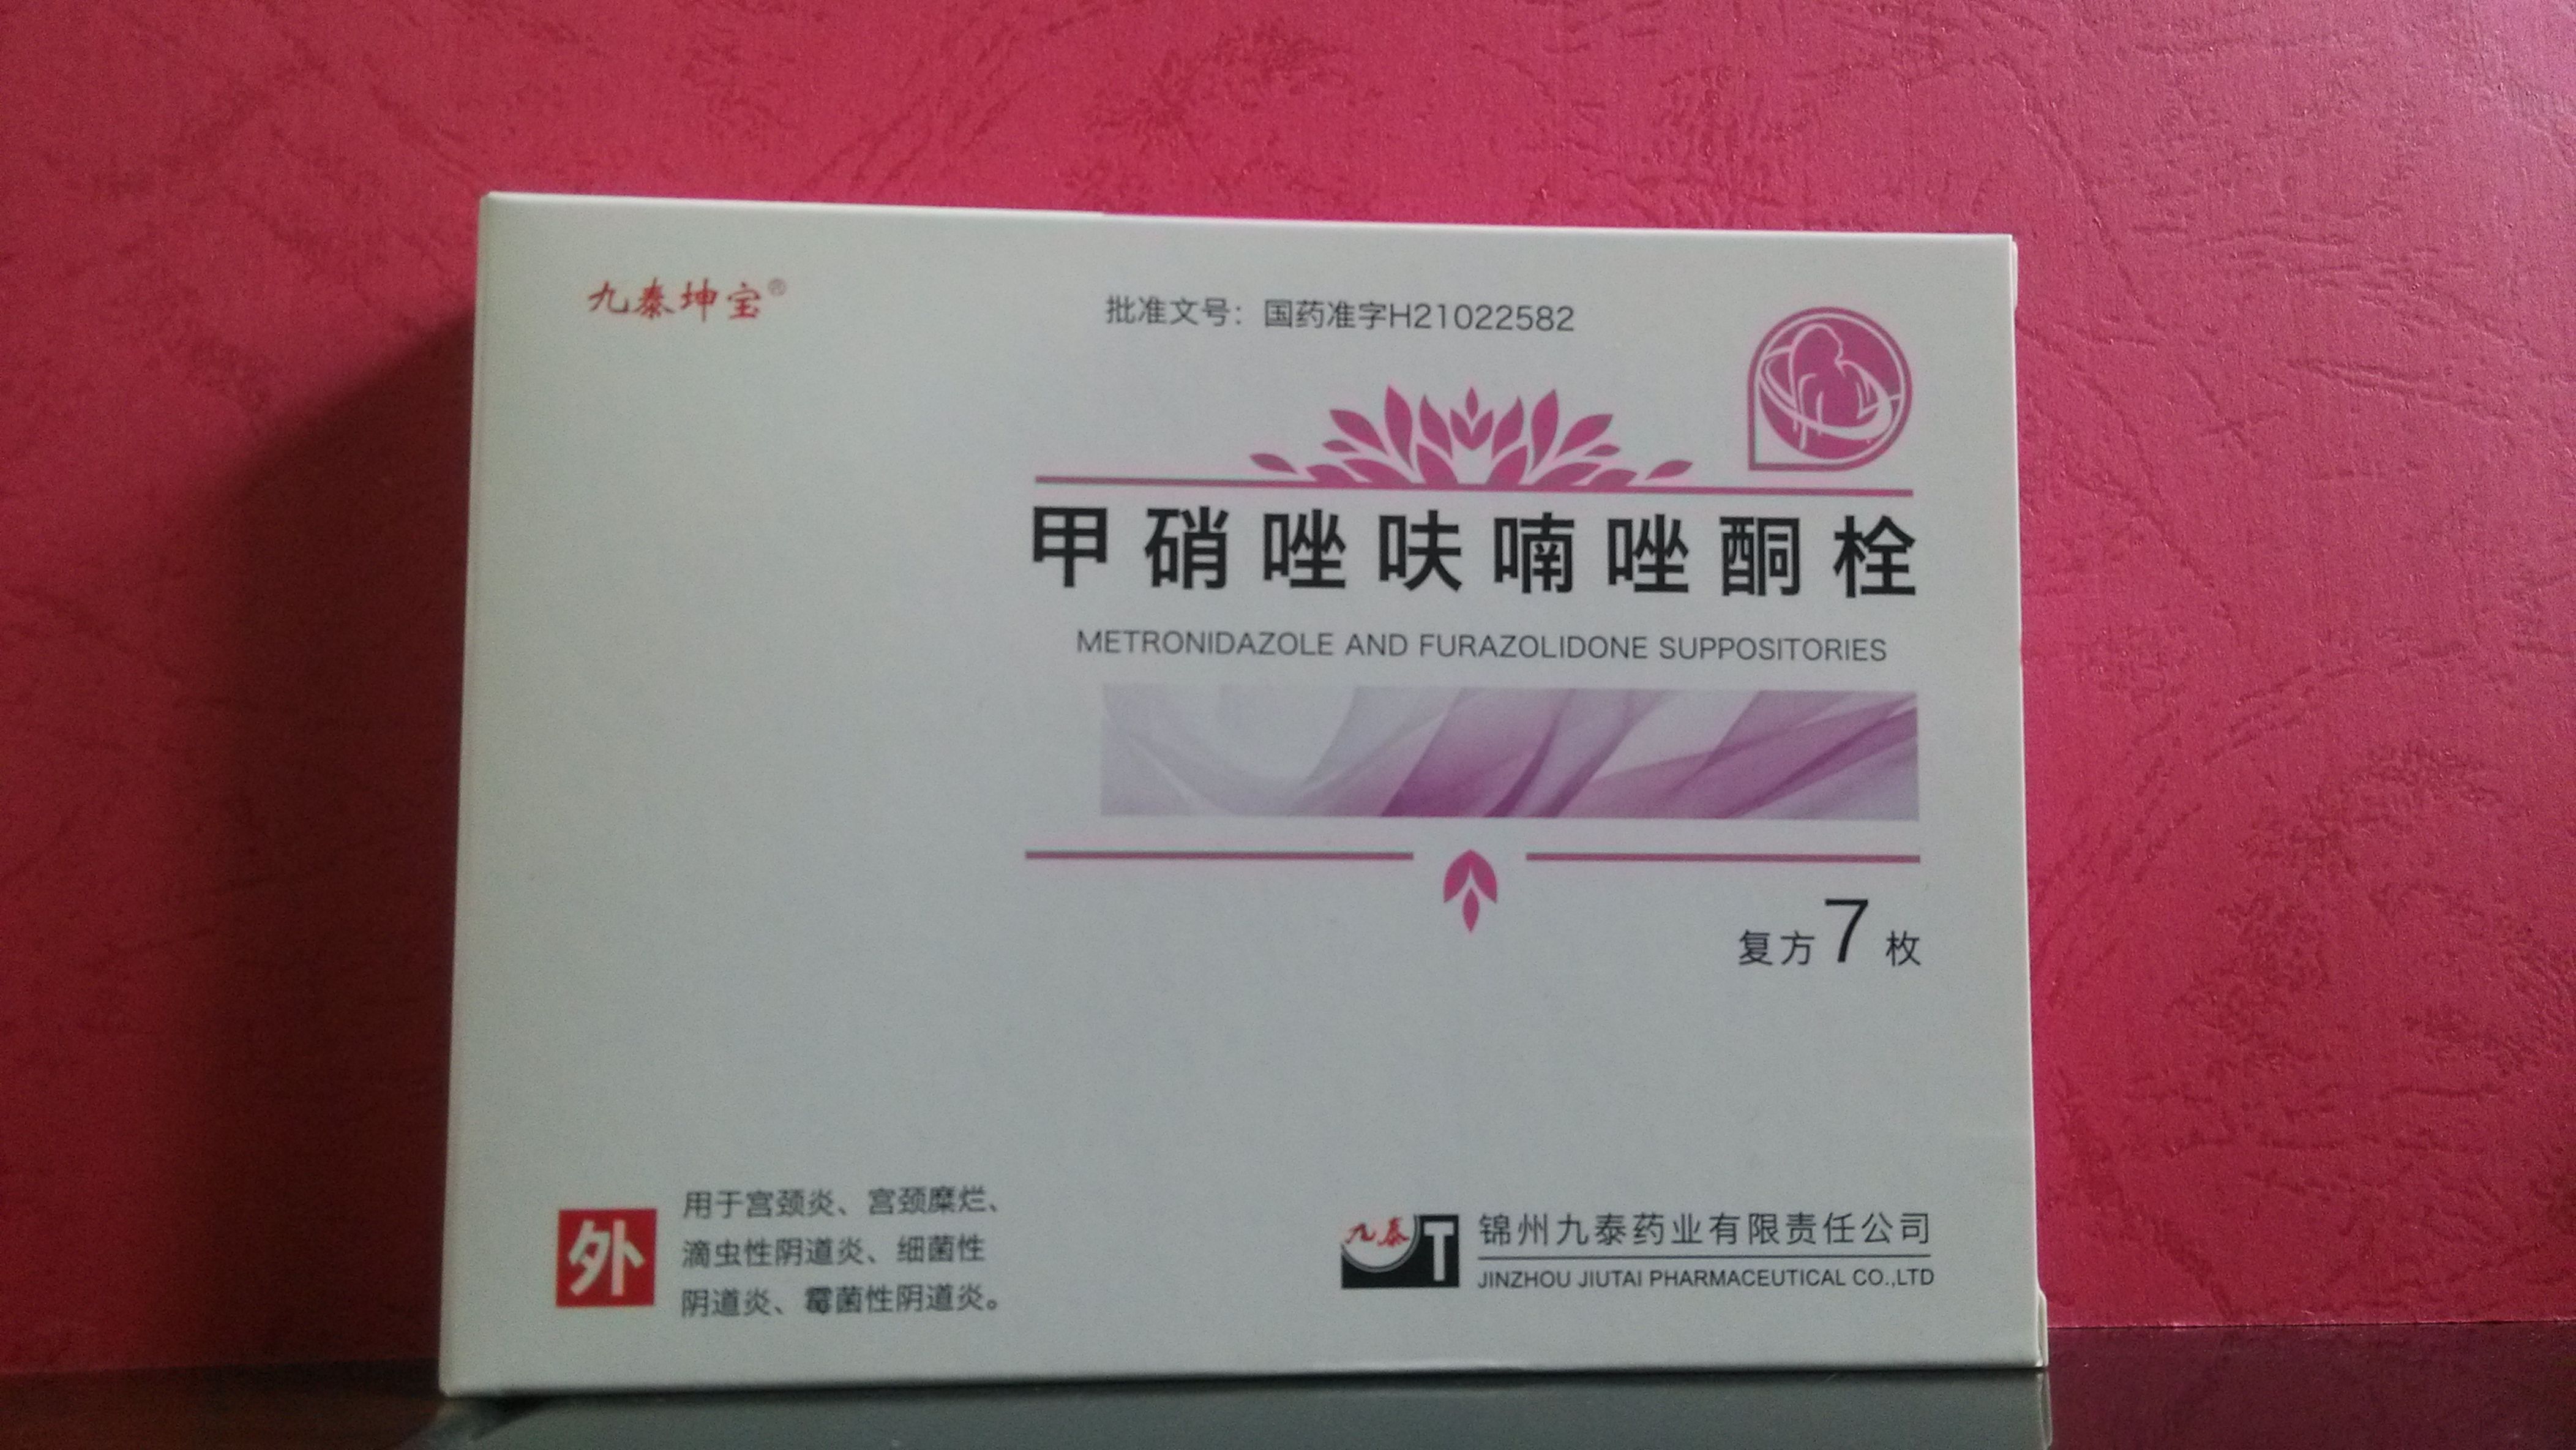 九泰坤宝®
批准文号：国药准字H21022582
甲硝唑呋喃唑酮栓
METRONIDAZOLE AND FURAZOLIDONE SUPPOSITORIES
复方7枚
外
用于宫颈炎、宫颈糜烂、
滴虫性阴道炎、细菌性
阴道炎、霉菌性阴道炎。
九泰 JT
锦州九泰药业有限责任公司
JINZHOU JIUTAI PHARMACEUTICAL CO.,LTD